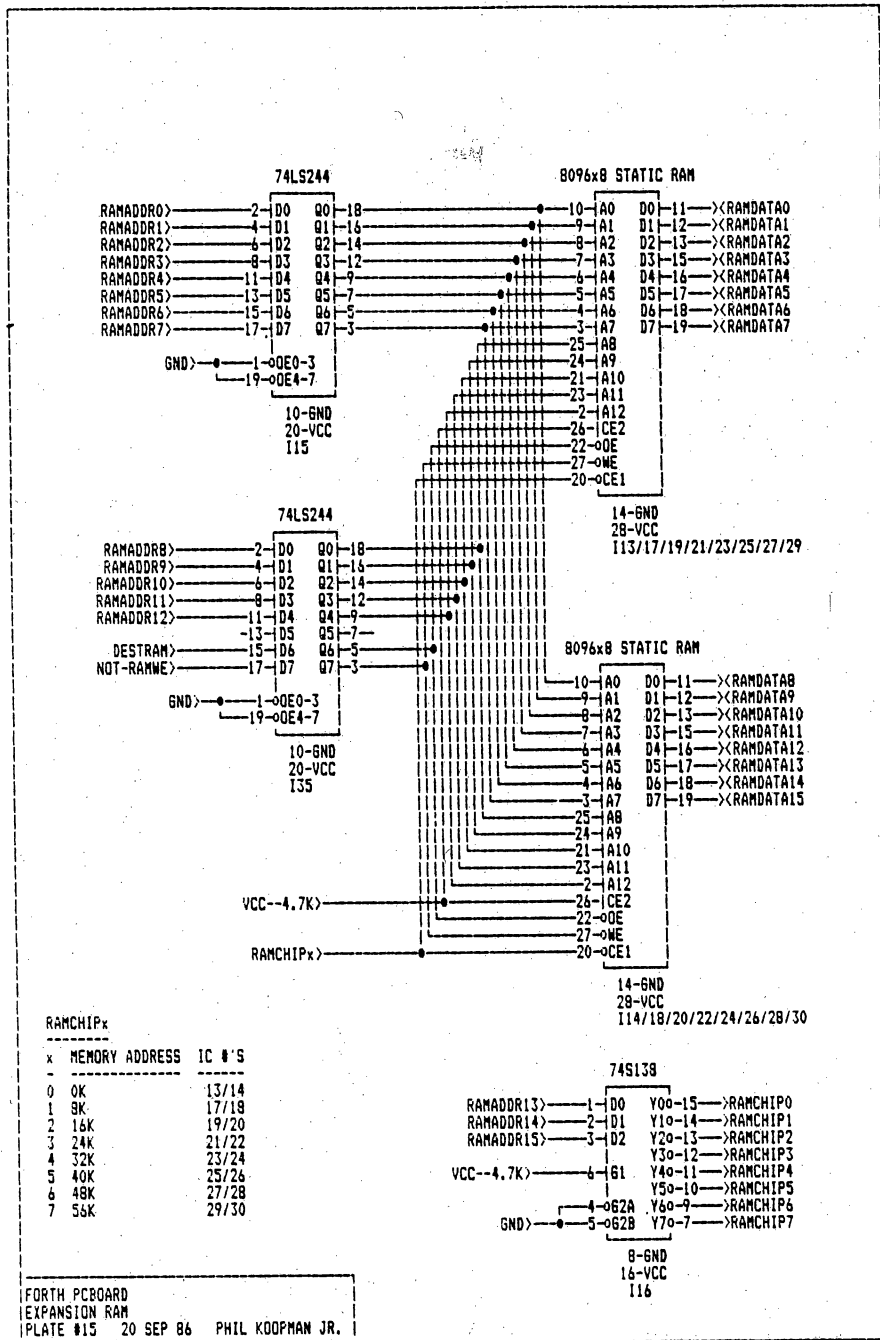 74LS244
RAMADDR0>—2—D0 Q0—18
RAMADDR1>—4—D1 Q1—16
RAMADDR2>—6—D2 Q2—14
RAMADDR3>—8—D3 Q3—12
RAMADDR4>—11—D4 Q4—9
RAMADDR5>—13—D5 Q5—7
RAMADDR6>—15—D6 Q6—5
RAMADDR7>—17—D7 Q7—3
GND>—1—OE0-3
19—OE4-7
10-GND
20-VCC
I15
8096x8 STATIC RAM
10—A0 D0—11—><RAMDATA0
9—A1 D1—12—><RAMDATA1
8—A2 D2—13—><RAMDATA2
7—A3 D3—15—><RAMDATA3
6—A4 D4—16—><RAMDATA4
5—A5 D5—17—><RAMDATA5
4—A6 D6—18—><RAMDATA6
3—A7 D7—19—><RAMDATA7
25—A8
24—A9
21—A10
23—A11
2—A12
26—CE2
22—OE
27—WE
20—CE1
14-GND
28-VCC
I13/17/19/21/23/25/27/29
74LS244
RAMADDR8>—2—D0 Q0—18
RAMADDR9>—4—D1 Q1—16
RAMADDR10>—6—D2 Q2—14
RAMADDR11>—8—D3 Q3—12
RAMADDR12>—11—D4 Q4—9
-13—D5 Q5—7—
DESTRAM>—15—D6 Q6—5
NOT-RAMWE>—17—D7 Q7—3
GND>—1—OE0-3
19—OE4-7
10-GND
20-VCC
I35
8096x8 STATIC RAM
10—A0 D0—11—><RAMDATA8
9—A1 D1—12—><RAMDATA9
8—A2 D2—13—><RAMDATA10
7—A3 D3—15—><RAMDATA11
6—A4 D4—16—><RAMDATA12
5—A5 D5—17—><RAMDATA13
4—A6 D6—18—><RAMDATA14
3—A7 D7—19—><RAMDATA15
25—A8
24—A9
21—A10
23—A11
2—A12
VCC--4.7K>—26—CE2
22—OE
27—WE
RAMCHIPx>—20—CE1
14-GND
28-VCC
I14/18/20/22/24/26/28/30
RAMCHIPx
x MEMORY ADDRESS IC #'S
0 0K 13/14
1 8K 17/18
2 16K 19/20
3 24K 21/22
4 32K 23/24
5 40K 25/26
6 48K 27/28
7 56K 29/30
74S138
RAMADDR13>—1—D0 Y0—15—>RAMCHIP0
RAMADDR14>—2—D1 Y1—14—>RAMCHIP1
RAMADDR15>—3—D2 Y2—13—>RAMCHIP2
Y3—12—>RAMCHIP3
VCC--4.7K>—6—G1 Y4—11—>RAMCHIP4
Y5—10—>RAMCHIP5
4—G2A Y6—9—>RAMCHIP6
GND>—5—G2B Y7—7—>RAMCHIP7
8-GND
16-VCC
I16
FORTH PCBOARD
EXPANSION RAM
PLATE #15 20 SEP 86 PHIL KOOPMAN JR.